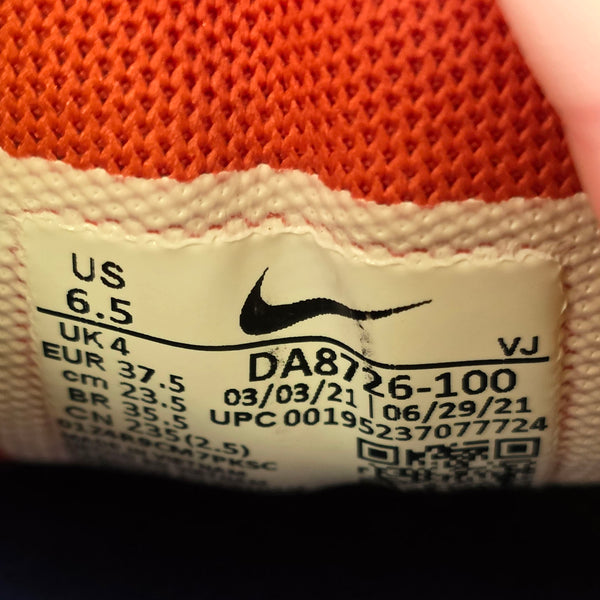 US
6.5
UK 4
EUR 37.5
cm 23.5
BR 35.5
CN 235(2.5)
VJ
DA8726-100
03/03/21 | 06/29/21
UPC 00195237077724